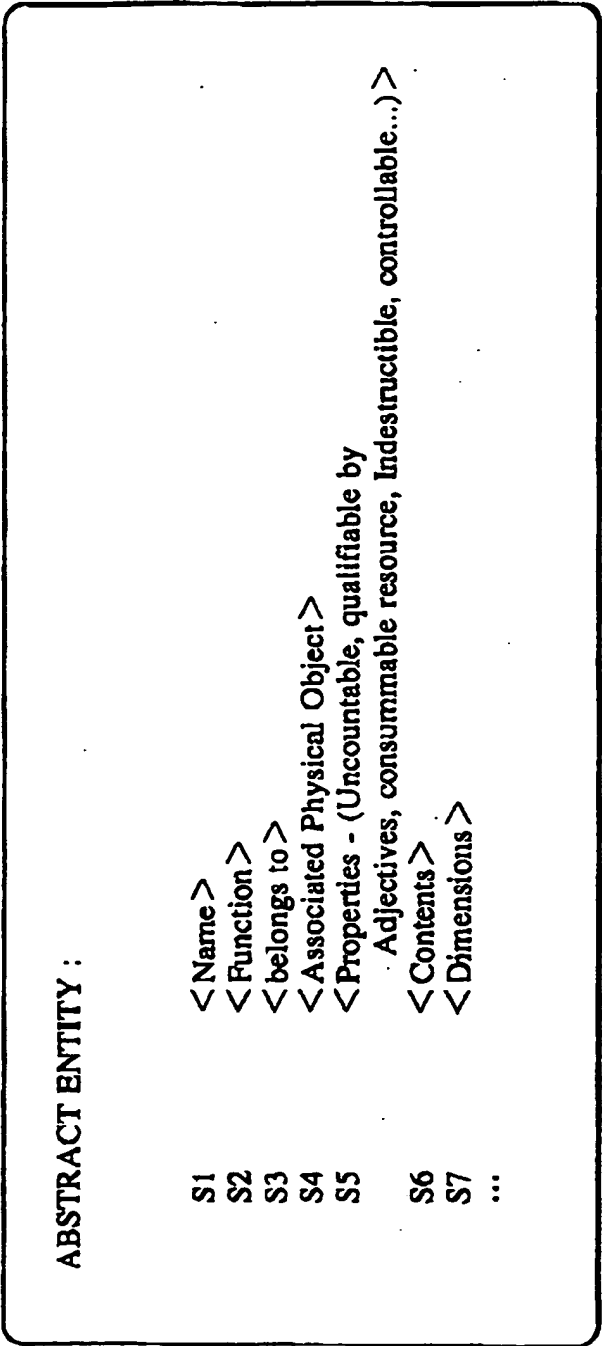 ABSTRACT ENTITY :
S1 <Name>
S2 <Function>
S3 <belongs to>
S4 <Associated Physical Object>
S5 <Properties - (Uncountable, qualifiable by
Adjectives, consummable resource, Indestructible, controllable...)>
S6 <Contents>
S7 <Dimensions>
...